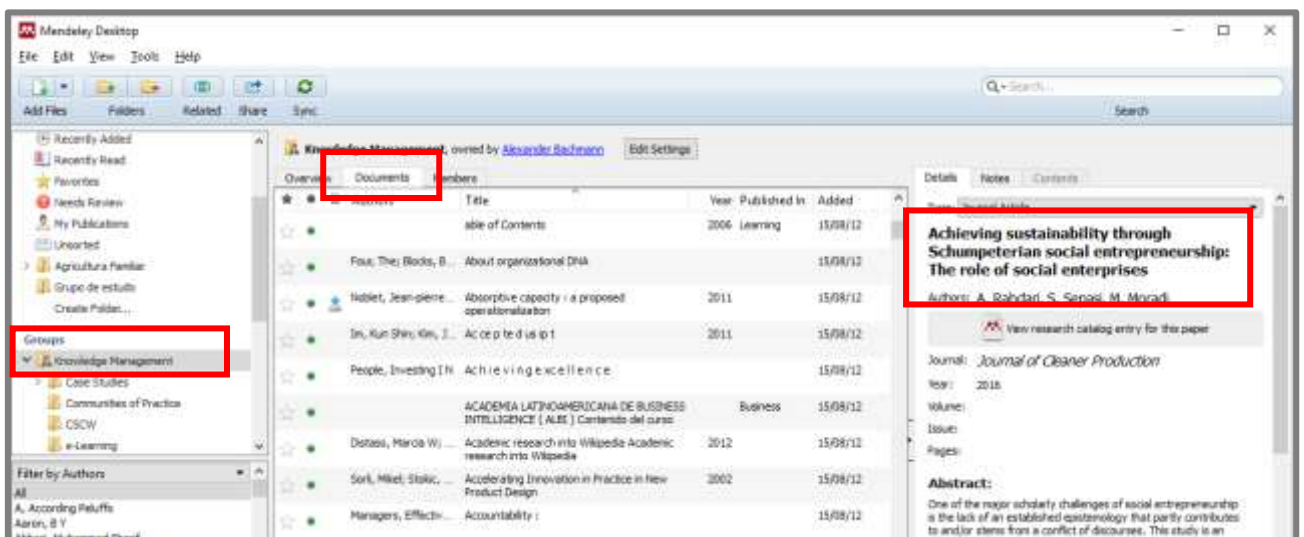 Mendeley Desktop
File Edit View Tools Help
Search...
Add Files Folders Related Share Sync Search
Recently Added
Recently Read
Favorites
Needs Review
My Publications
Unsorted
Agricultura Familiar
Grupo de estudo
Create Folder...
Groups
Knowledge Management
Case Studies
Communities of Practice
CSCW
e-Learning
Filter by Authors
All
A, According Peluffs
Aaron, B Y
Knowledge Management, owned by Alexander Bachmann Edit Settings
Overview Documents Members
Authors Title Year Published In Added
able of Contents 2006 Learning 15/08/12
Four, The; Blocks, B... About organizational DNA 15/08/12
Noblet, Jean-pierre... Absorptive capacity : a proposed 2011 15/08/12
operationalization
Im, Kun Shin; Kim, J... Ac ce p te d us ip t 2011 15/08/12
People, Investing I N A c h i e v i n g e x c e l l e n c e 15/08/12
ACADEMIA LATINOAMERICANA DE BUSINESS Business 15/08/12
INTELLIGENCE ( ALBI ) Contenido del curso
Distaso, Marcia W; ... Academic research into Wikipedia Academic 2012 15/08/12
research into Wikipedia
Sorli, Mikel; Stokic, ... Accelerating Innovation in Practice in New 2002 15/08/12
Product Design
Managers, Effectiv... Accountability : 15/08/12
Details Notes Contents
Type: Journal Article
Achieving sustainability through
Schumpeterian social entrepreneurship:
The role of social enterprises
Authors: A. Rahdari, S. Sepasi, M. Moradi
View research catalog entry for this paper
Journal: Journal of Cleaner Production
Year: 2016
Volume:
Issue:
Pages:
Abstract:
One of the major scholarly challenges of social entrepreneurship
is the lack of an established epistemology that partly contributes
to and/or stems from a conflict of discourses. This study is an